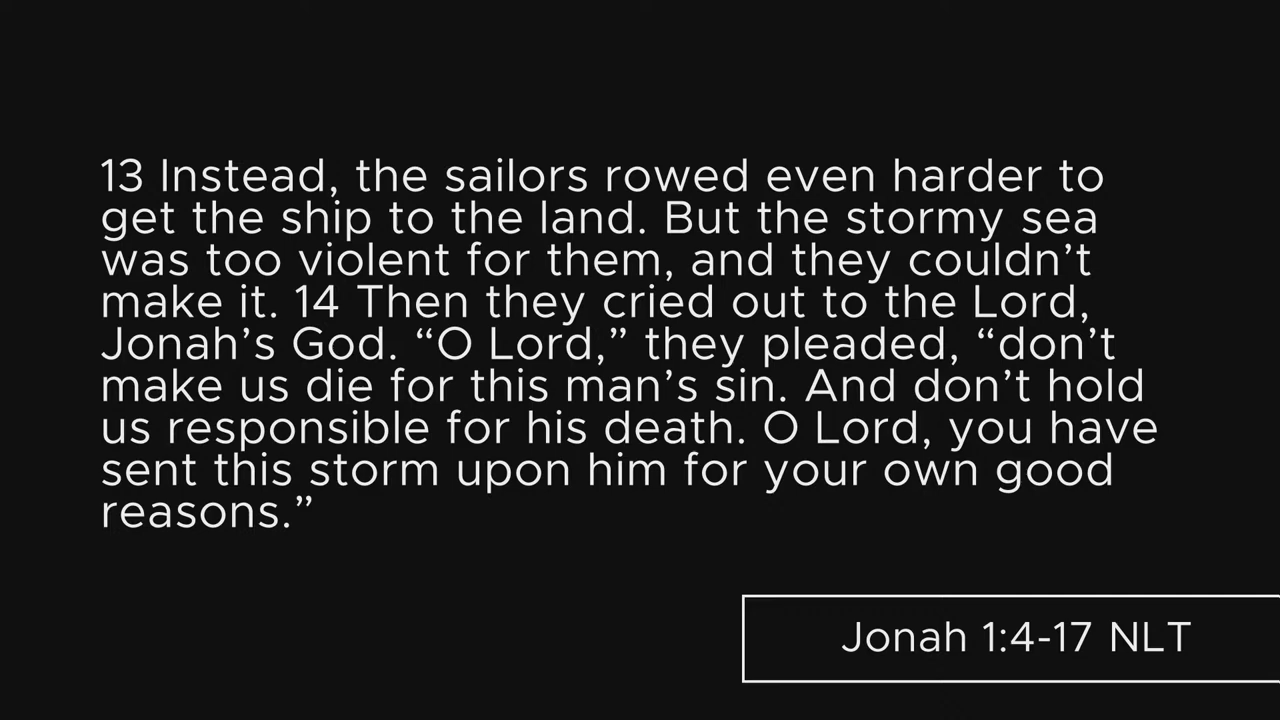 13 Instead, the sailors rowed even harder to
get the ship to the land. But the stormy sea
was too violent for them, and they couldn’t
make it. 14 Then they cried out to the Lord,
Jonah’s God. “O Lord,” they pleaded, “don’t
make us die for this man’s sin. And don’t hold
us responsible for his death. O Lord, you have
sent this storm upon him for your own good
reasons.”
Jonah 1:4-17 NLT